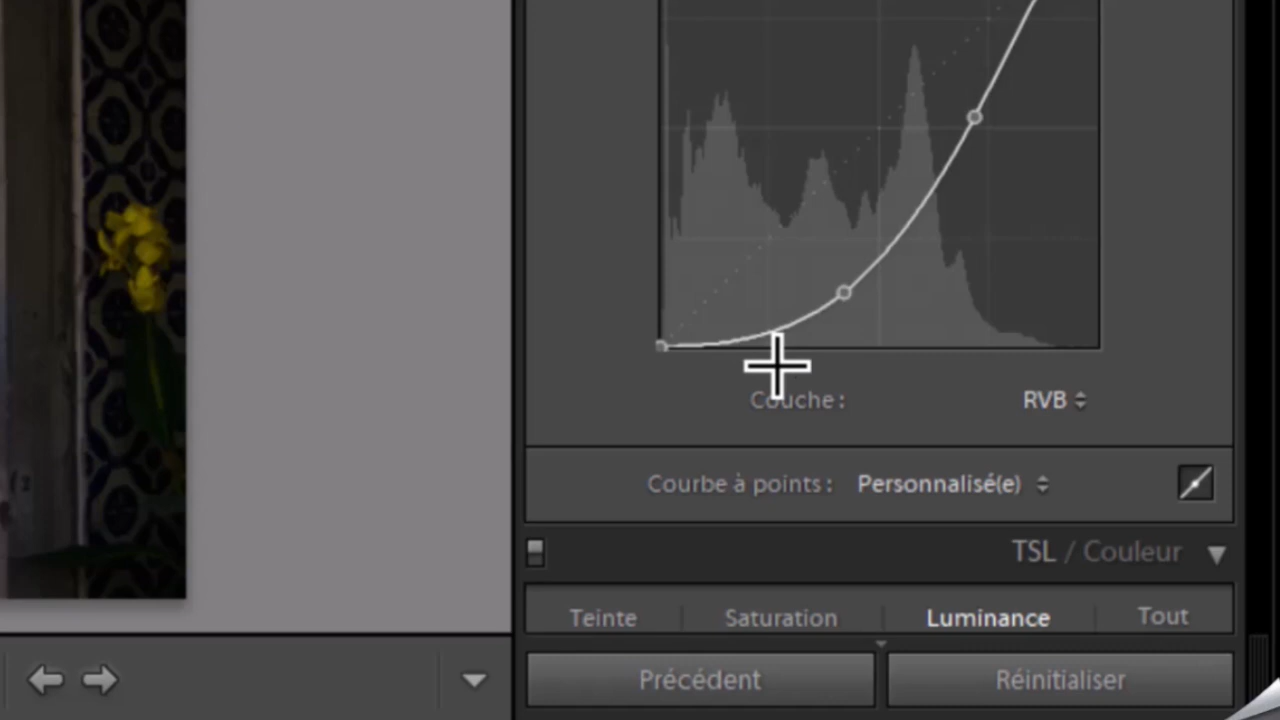 Couche : RVB
Courbe à points : Personnalisé(e)
TSL / Couleur
Teinte Saturation Luminance Tout
Précédent Réinitialiser